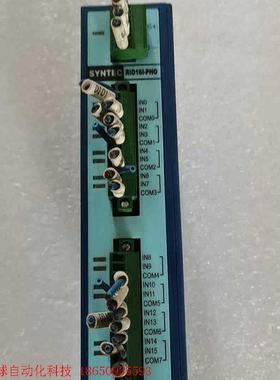 SYNTEC RIO16I-PHO
IN0
IN1
COM0
IN2
IN3
COM1
IN4
IN5
COM2
IN6
IN7
COM3
IN8
IN9
COM4
IN10
IN11
COM5
IN12
IN13
COM6
IN14
IN15
COM7
球自动化科技